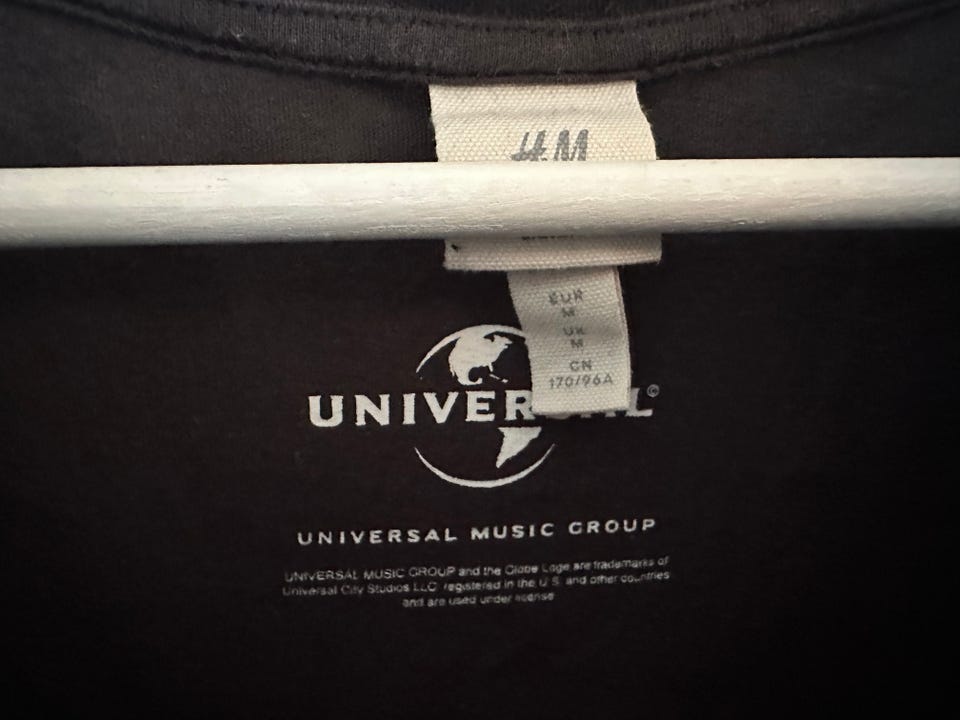 H&M
EUR
M
UK
M
CN
170/96A
UNIVERSAL©
UNIVERSAL MUSIC GROUP
UNIVERSAL MUSIC GROUP and the Globe Logo are trademarks of
Universal City Studios LLC registered in the U.S. and other countries
and are used under license